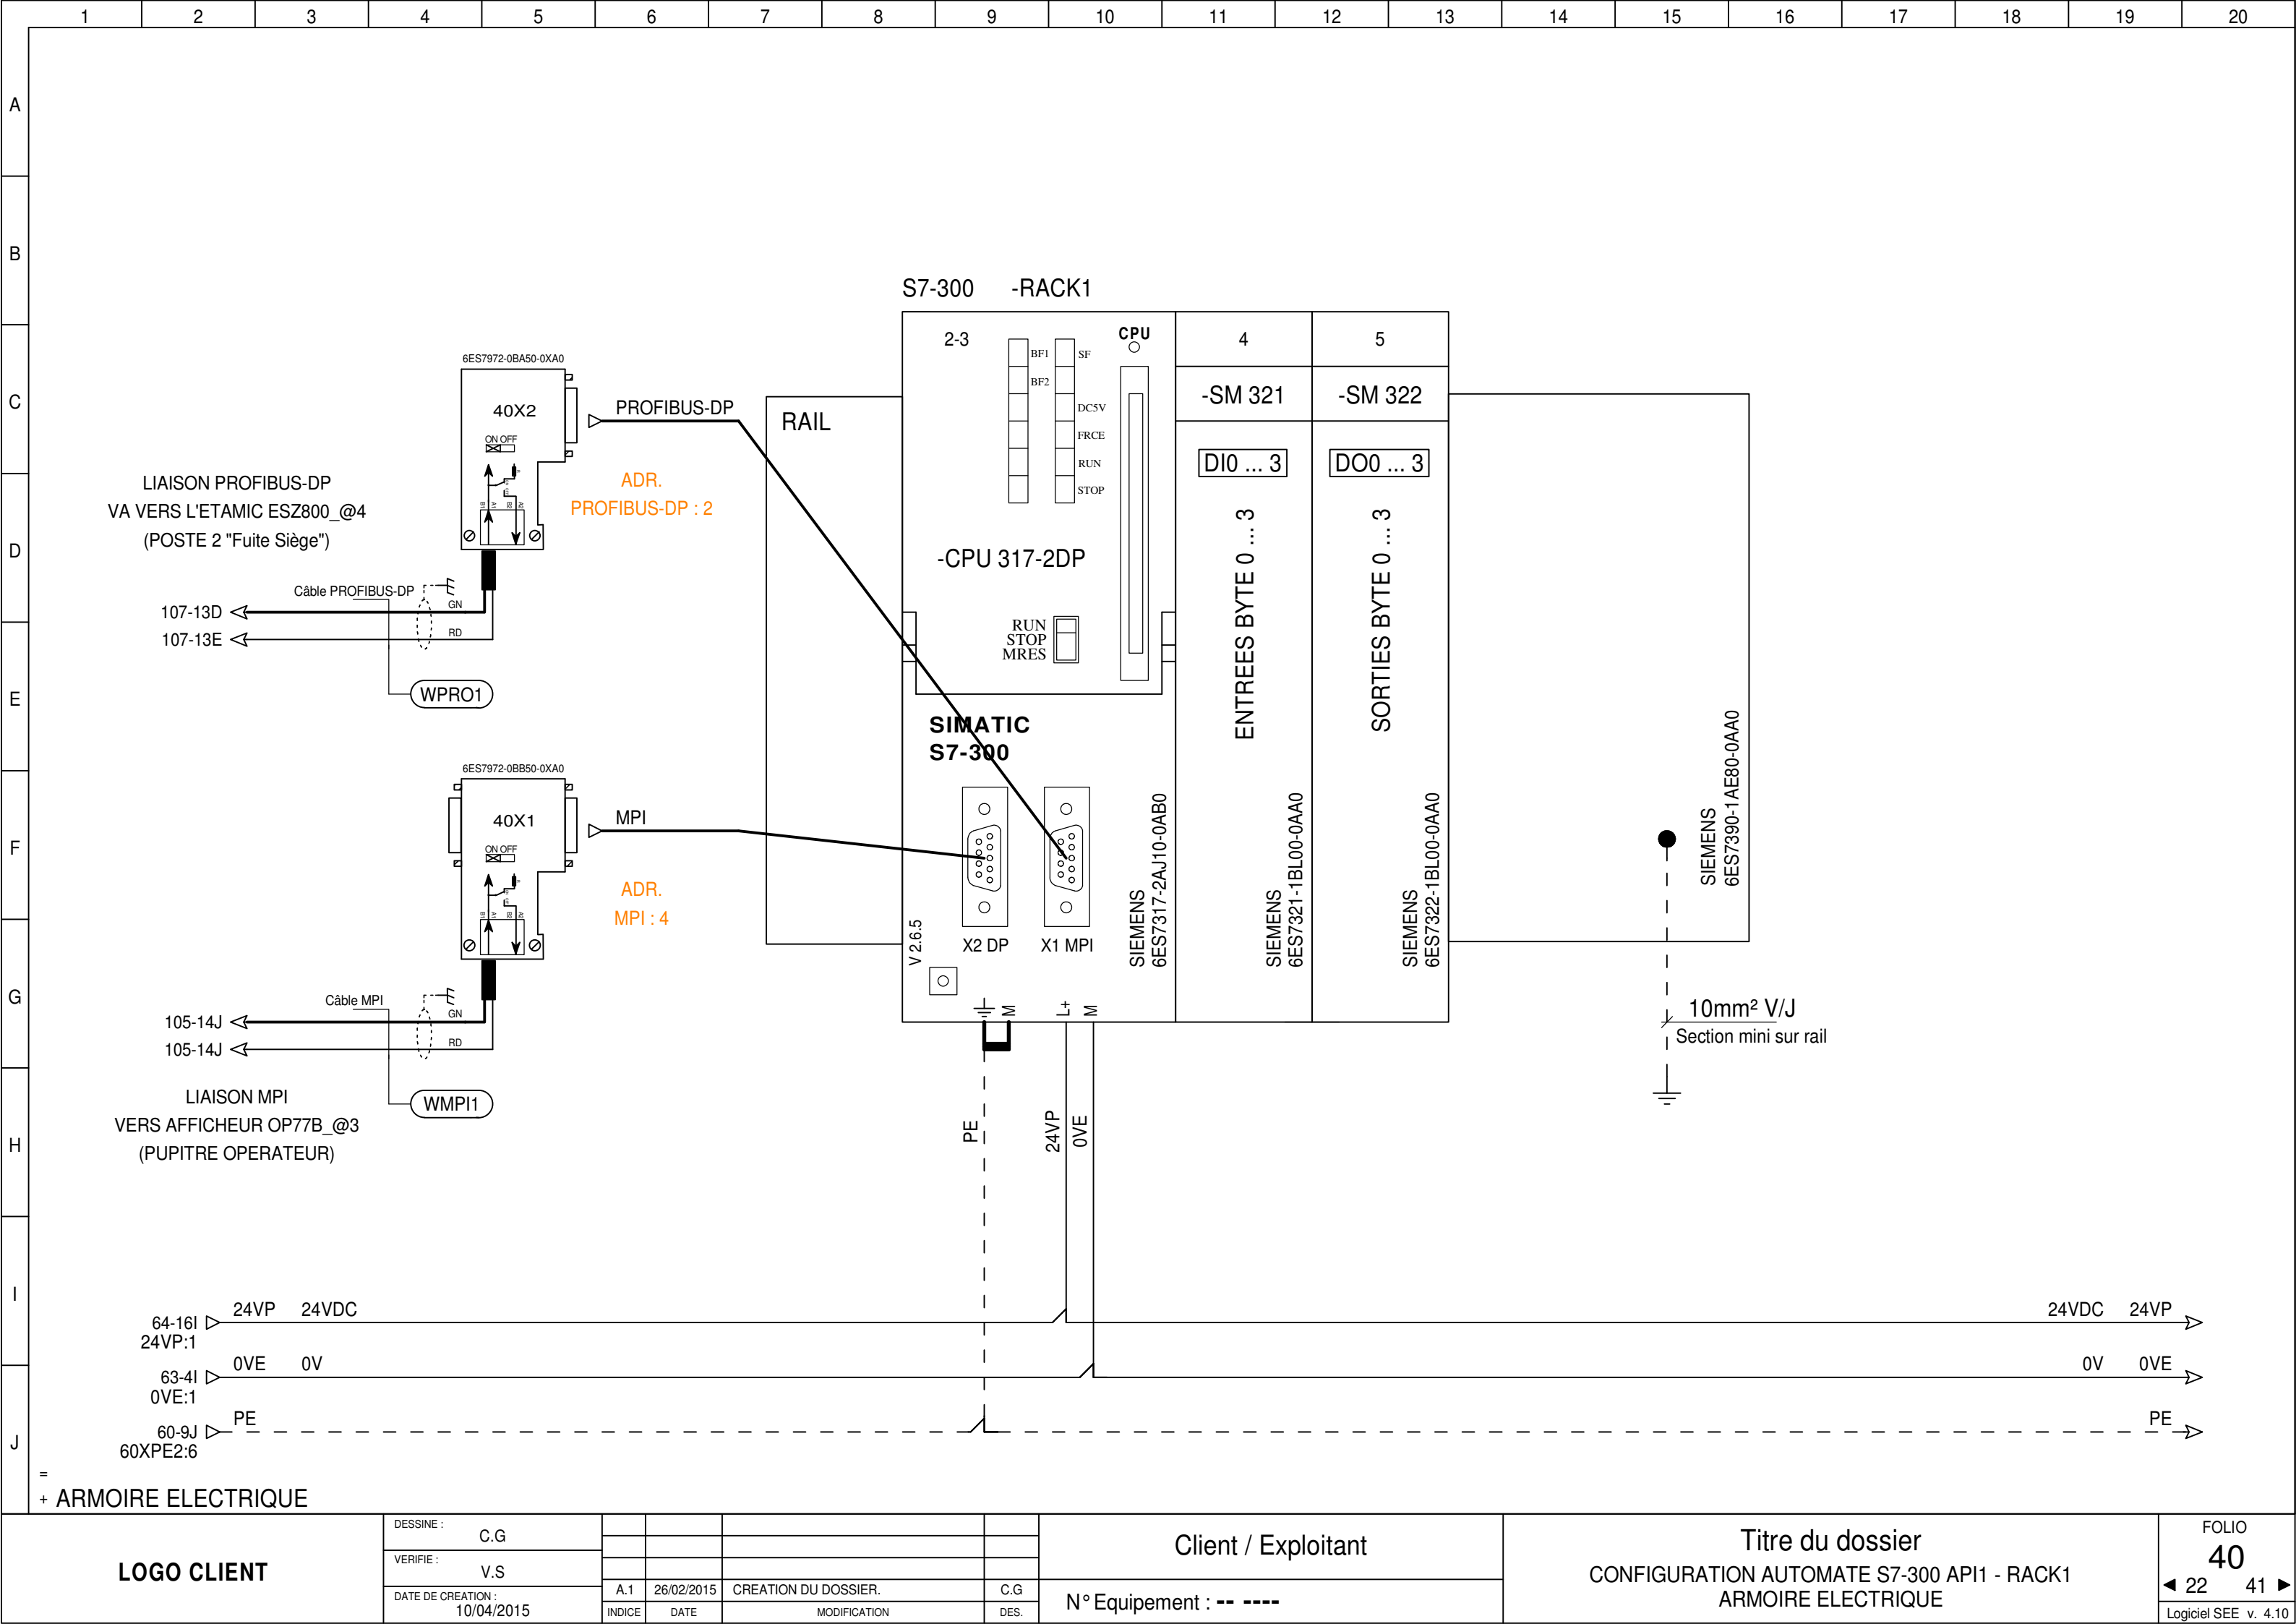 1 2 3 4 5 6 7 8 9 10 11 12 13 14 15 16 17 18 19 20
A
B
C
D
E
F
G
H
I
J
S7-300 -RACK1
2-3
CPU
4
5
BF1 SF
BF2
DC5V
FRCE
RUN
STOP
-SM 321
-SM 322
DI0 ... 3
DO0 ... 3
ENTREES BYTE 0 ... 3
SORTIES BYTE 0 ... 3
-CPU 317-2DP
RUN
STOP
MRES
SIMATIC
S7-300
X2 DP
X1 MPI
V 2.6.5
SIEMENS
6ES7317-2AJ10-0AB0
SIEMENS
6ES7321-1BL00-0AA0
SIEMENS
6ES7322-1BL00-0AA0
SIEMENS
6ES7390-1AE80-0AA0
RAIL
M
L+
M
PE
24VP
0VE
10mm² V/J
Section mini sur rail
6ES7972-0BA50-0XA0
40X2
ON OFF
B1 A1 B2 A2
PROFIBUS-DP
ADR.
PROFIBUS-DP : 2
LIAISON PROFIBUS-DP
VA VERS L'ETAMIC ESZ800_@4
(POSTE 2 "Fuite Siège")
Câble PROFIBUS-DP
GN
107-13D
RD
107-13E
WPRO1
6ES7972-0BB50-0XA0
40X1
ON OFF
B1 A1 B2 A2
MPI
ADR.
MPI : 4
Câble MPI
GN
105-14J
RD
105-14J
LIAISON MPI
VERS AFFICHEUR OP77B_@3
(PUPITRE OPERATEUR)
WMPI1
24VP 24VDC
64-16I
24VP:1
24VDC 24VP
0VE 0V
63-4I
0VE:1
0V 0VE
PE
60-9J
60XPE2:6
PE
=
+ ARMOIRE ELECTRIQUE
LOGO CLIENT
DESSINE :
C.G
VERIFIE :
V.S
DATE DE CREATION :
10/04/2015
A.1 26/02/2015 CREATION DU DOSSIER. C.G
INDICE DATE MODIFICATION DES.
Client / Exploitant
N° Equipement : -- ----
Titre du dossier
CONFIGURATION AUTOMATE S7-300 API1 - RACK1
ARMOIRE ELECTRIQUE
FOLIO
40
22 41
Logiciel SEE v. 4.10